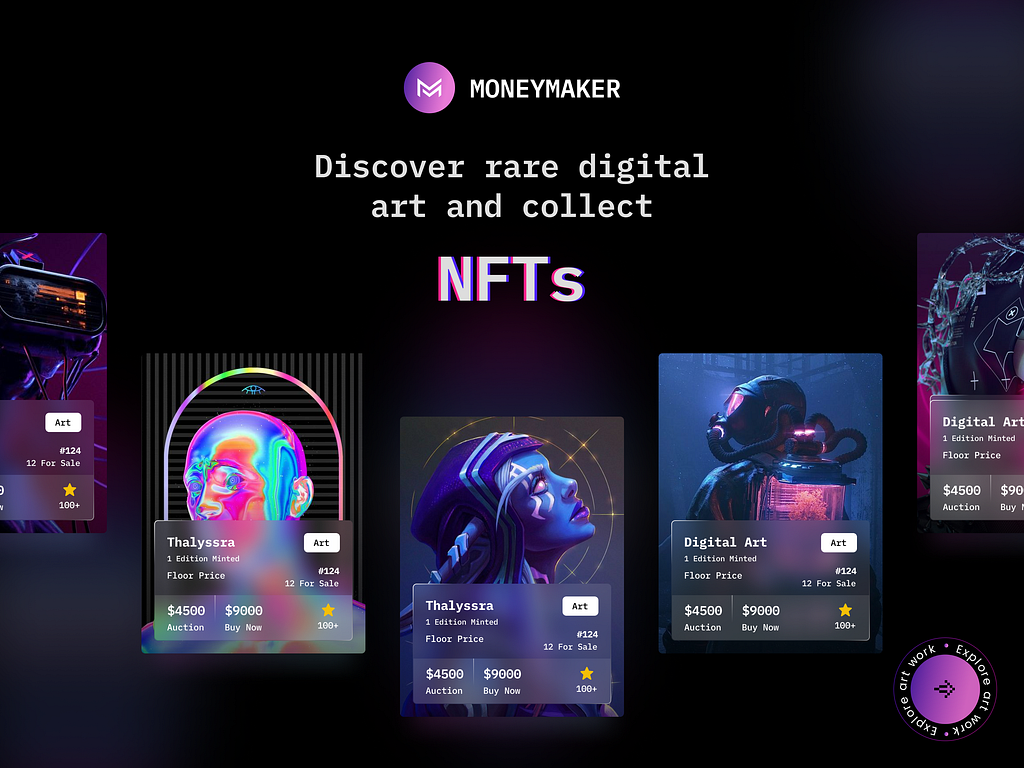 MONEYMAKER
Discover rare digital
art and collect
NFTs
Art
#124
12 For Sale
100+
Thalyssra
Art
1 Edition Minted
Floor Price
#124
12 For Sale
$4500
$9000
Auction
Buy Now
100+
Thalyssra
Art
1 Edition Minted
Floor Price
#124
12 For Sale
$4500
$9000
Auction
Buy Now
100+
Digital Art
Art
1 Edition Minted
Floor Price
#124
12 For Sale
$4500
$9000
Auction
Buy Now
100+
Digital Art
1 Edition Minted
Floor Price
$4500
$90
Auction
Buy N
Explore art work • Explore art work •